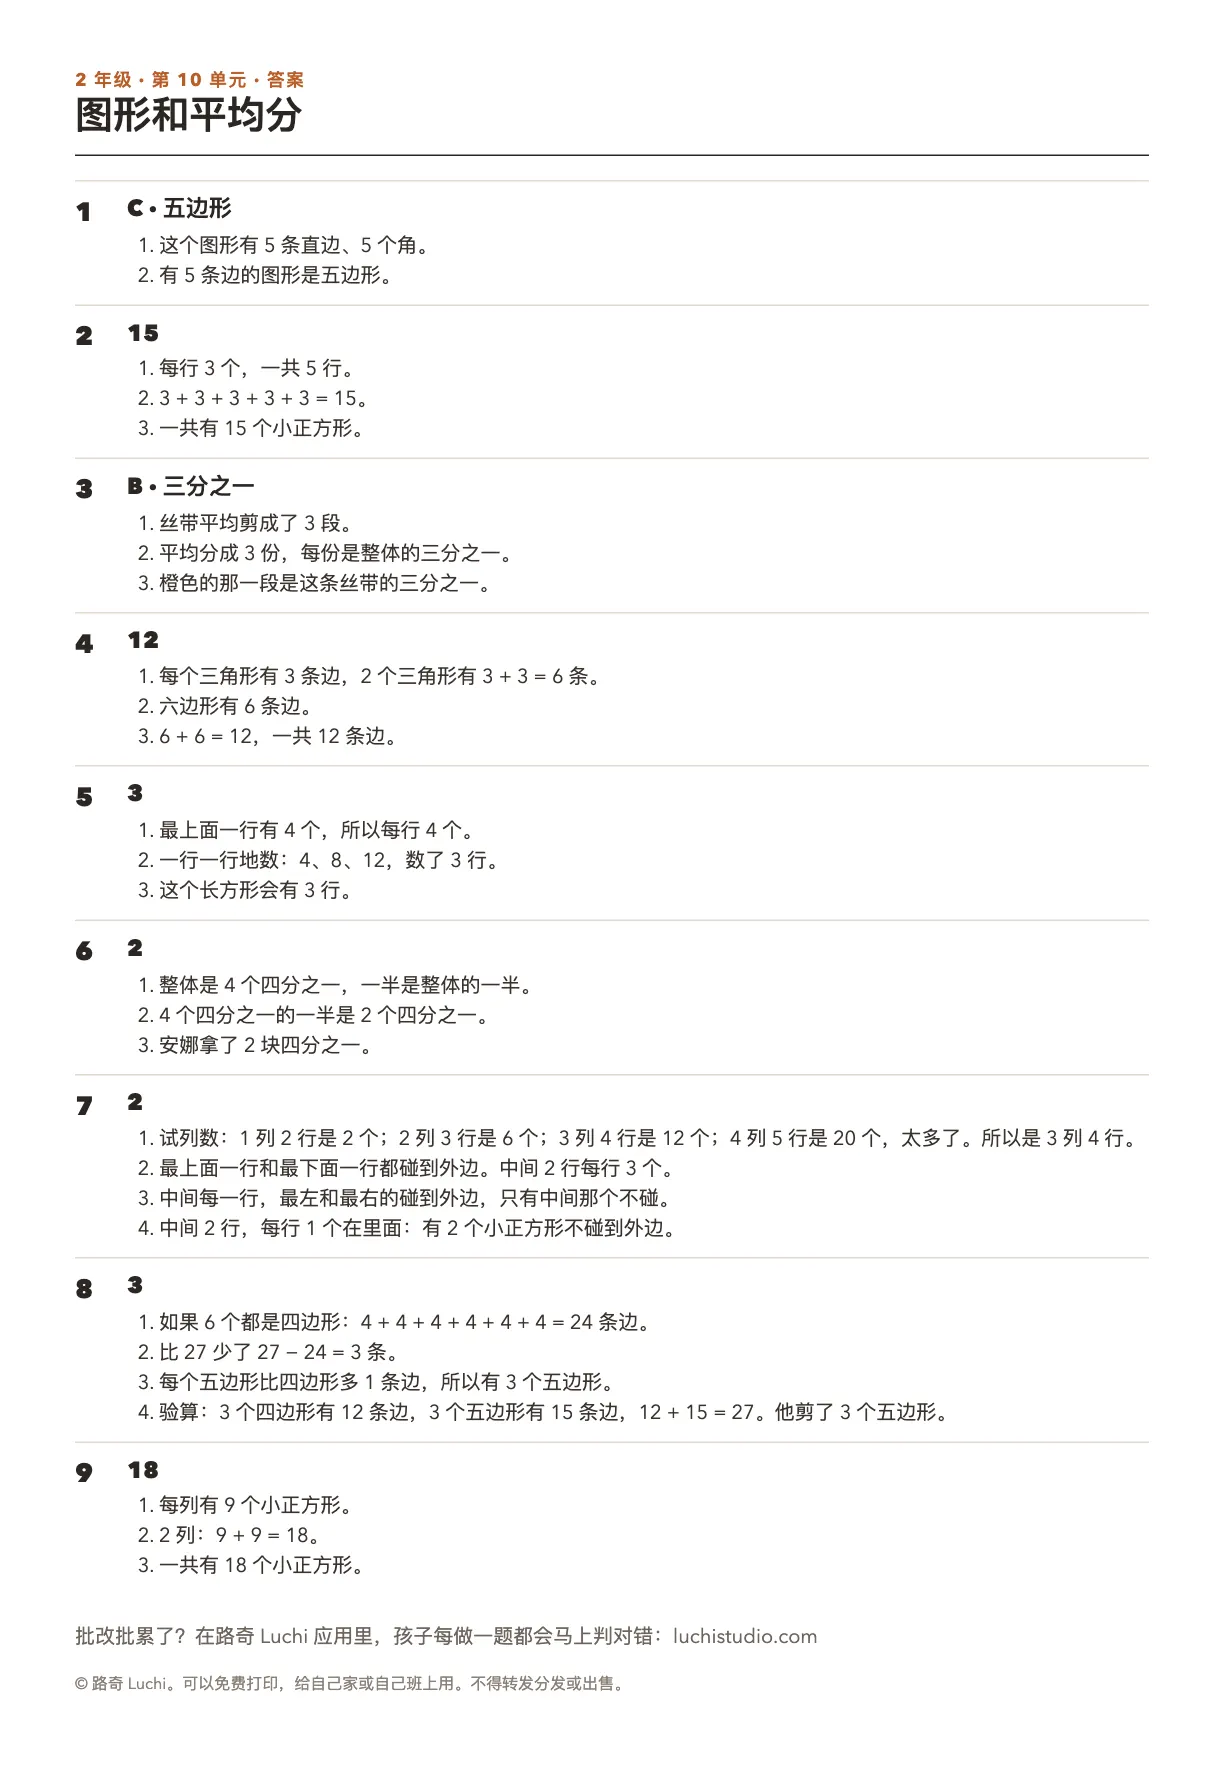 2 年级 · 第 10 单元 · 答案
图形和平均分
1 C · 五边形
1. 这个图形有 5 条直边、5 个角。
2. 有 5 条边的图形是五边形。
2 15
1. 每行 3 个，一共 5 行。
2. 3 + 3 + 3 + 3 + 3 = 15。
3. 一共有 15 个小正方形。
3 B · 三分之一
1. 丝带平均剪成了 3 段。
2. 平均分成 3 份，每份是整体的三分之一。
3. 橙色的那一段是这条丝带的三分之一。
4 12
1. 每个三角形有 3 条边，2 个三角形有 3 + 3 = 6 条。
2. 六边形有 6 条边。
3. 6 + 6 = 12，一共 12 条边。
5 3
1. 最上面一行有 4 个，所以每行 4 个。
2. 一行一行地数：4、8、12，数了 3 行。
3. 这个长方形会有 3 行。
6 2
1. 整体是 4 个四分之一，一半是整体的一半。
2. 4 个四分之一的一半是 2 个四分之一。
3. 安娜拿了 2 块四分之一。
7 2
1. 试列数：1 列 2 行是 2 个；2 列 3 行是 6 个；3 列 4 行是 12 个；4 列 5 行是 20 个，太多了。所以是 3 列 4 行。
2. 最上面一行和最下面一行都碰到外边。中间 2 行每行 3 个。
3. 中间每一行，最左和最右的碰到外边，只有中间那个不碰。
4. 中间 2 行，每行 1 个在里面：有 2 个小正方形不碰到外边。
8 3
1. 如果 6 个都是四边形：4 + 4 + 4 + 4 + 4 + 4 = 24 条边。
2. 比 27 少了 27 − 24 = 3 条。
3. 每个五边形比四边形多 1 条边，所以有 3 个五边形。
4. 验算：3 个四边形有 12 条边，3 个五边形有 15 条边，12 + 15 = 27。他剪了 3 个五边形。
9 18
1. 每列有 9 个小正方形。
2. 2 列：9 + 9 = 18。
3. 一共有 18 个小正方形。
批改批累了？在路奇 Luchi 应用里，孩子每做一题都会马上判对错：luchistudio.com
© 路奇 Luchi。可以免费打印，给自己家或自己班上用。不得转发分发或出售。